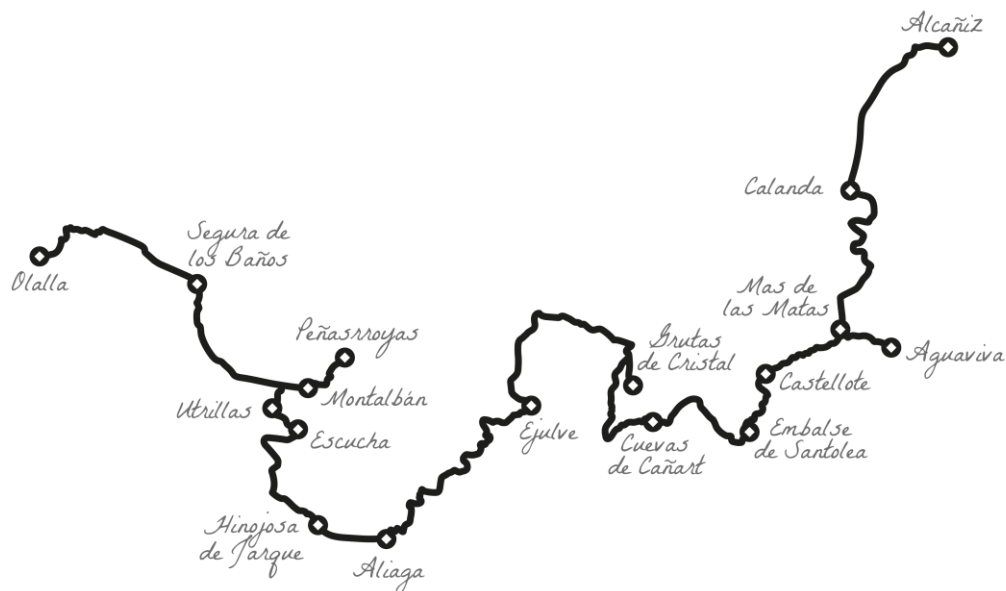 Alcañiz
Calanda
Segura de
los Baños
Olalla
Mas de
las Matas
Peñasrroyas
Grutas
de Cristal
Aguaviva
Castellote
Montalbán
Utrillas
Escucha
Ejulve
Cuevas
de Cañart
Embalse
de Santolea
Hinojosa
de Jarque
Aliaga